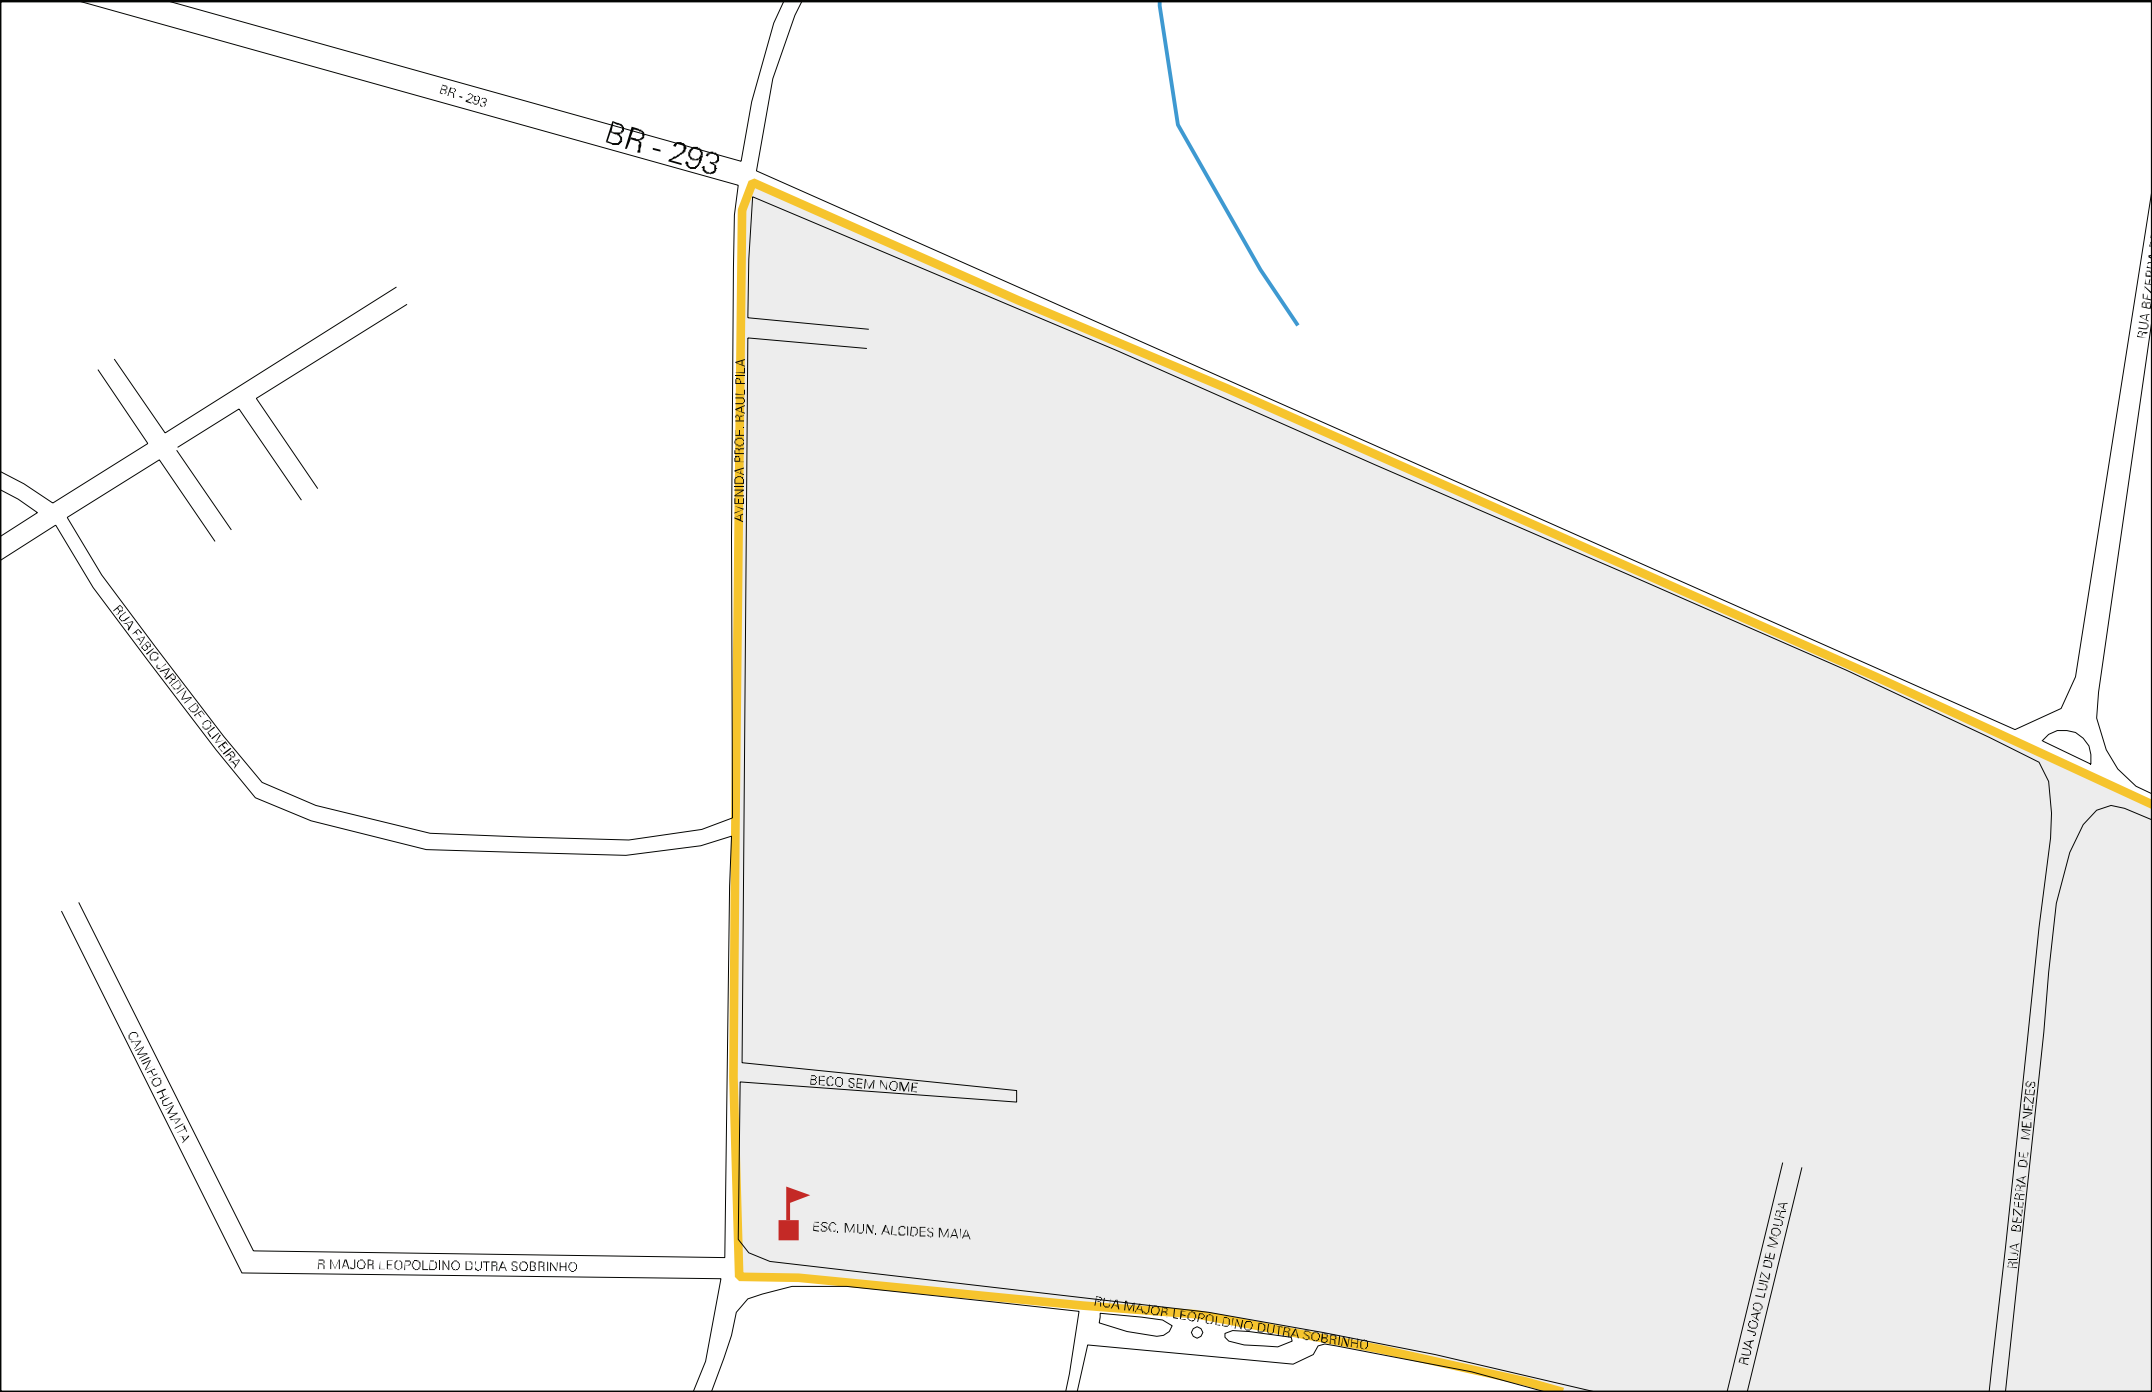 BR - 293
BR - 293
AVENIDA PROF. RAUL PILA
RUA FABIO JARDIM DE OLIVEIRA
CAMINHO HUMAITA
BECO SEM NOME
ESC. MUN. ALCIDES MAIA
R MAJOR LEOPOLDINO DUTRA SOBRINHO
RUA MAJOR LEOPOLDINO DUTRA SOBRINHO
RUA JOAO LUIZ DE MOURA
RUA BEZERRA DE MENEZES
RUA BEZERRA